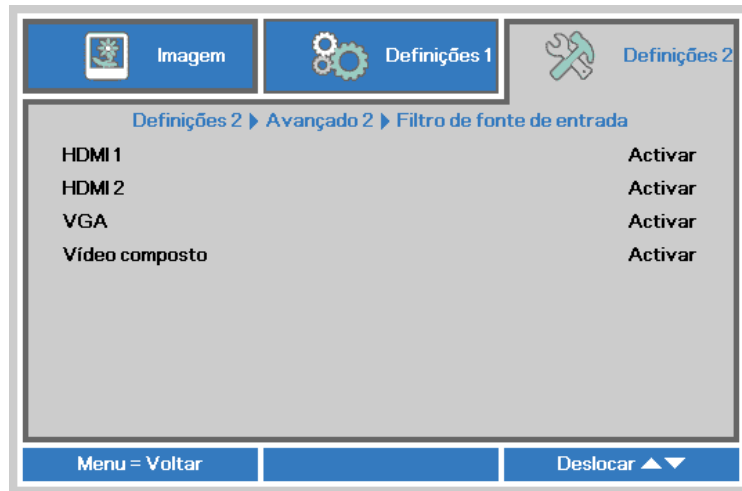 Imagem
Definições 1
Definições 2
Definições 2 ▶ Avançado 2 ▶ Filtro de fonte de entrada
HDMI 1 Activar
HDMI 2 Activar
VGA Activar
Vídeo composto Activar
Menu = Voltar
Deslocar ▲▼